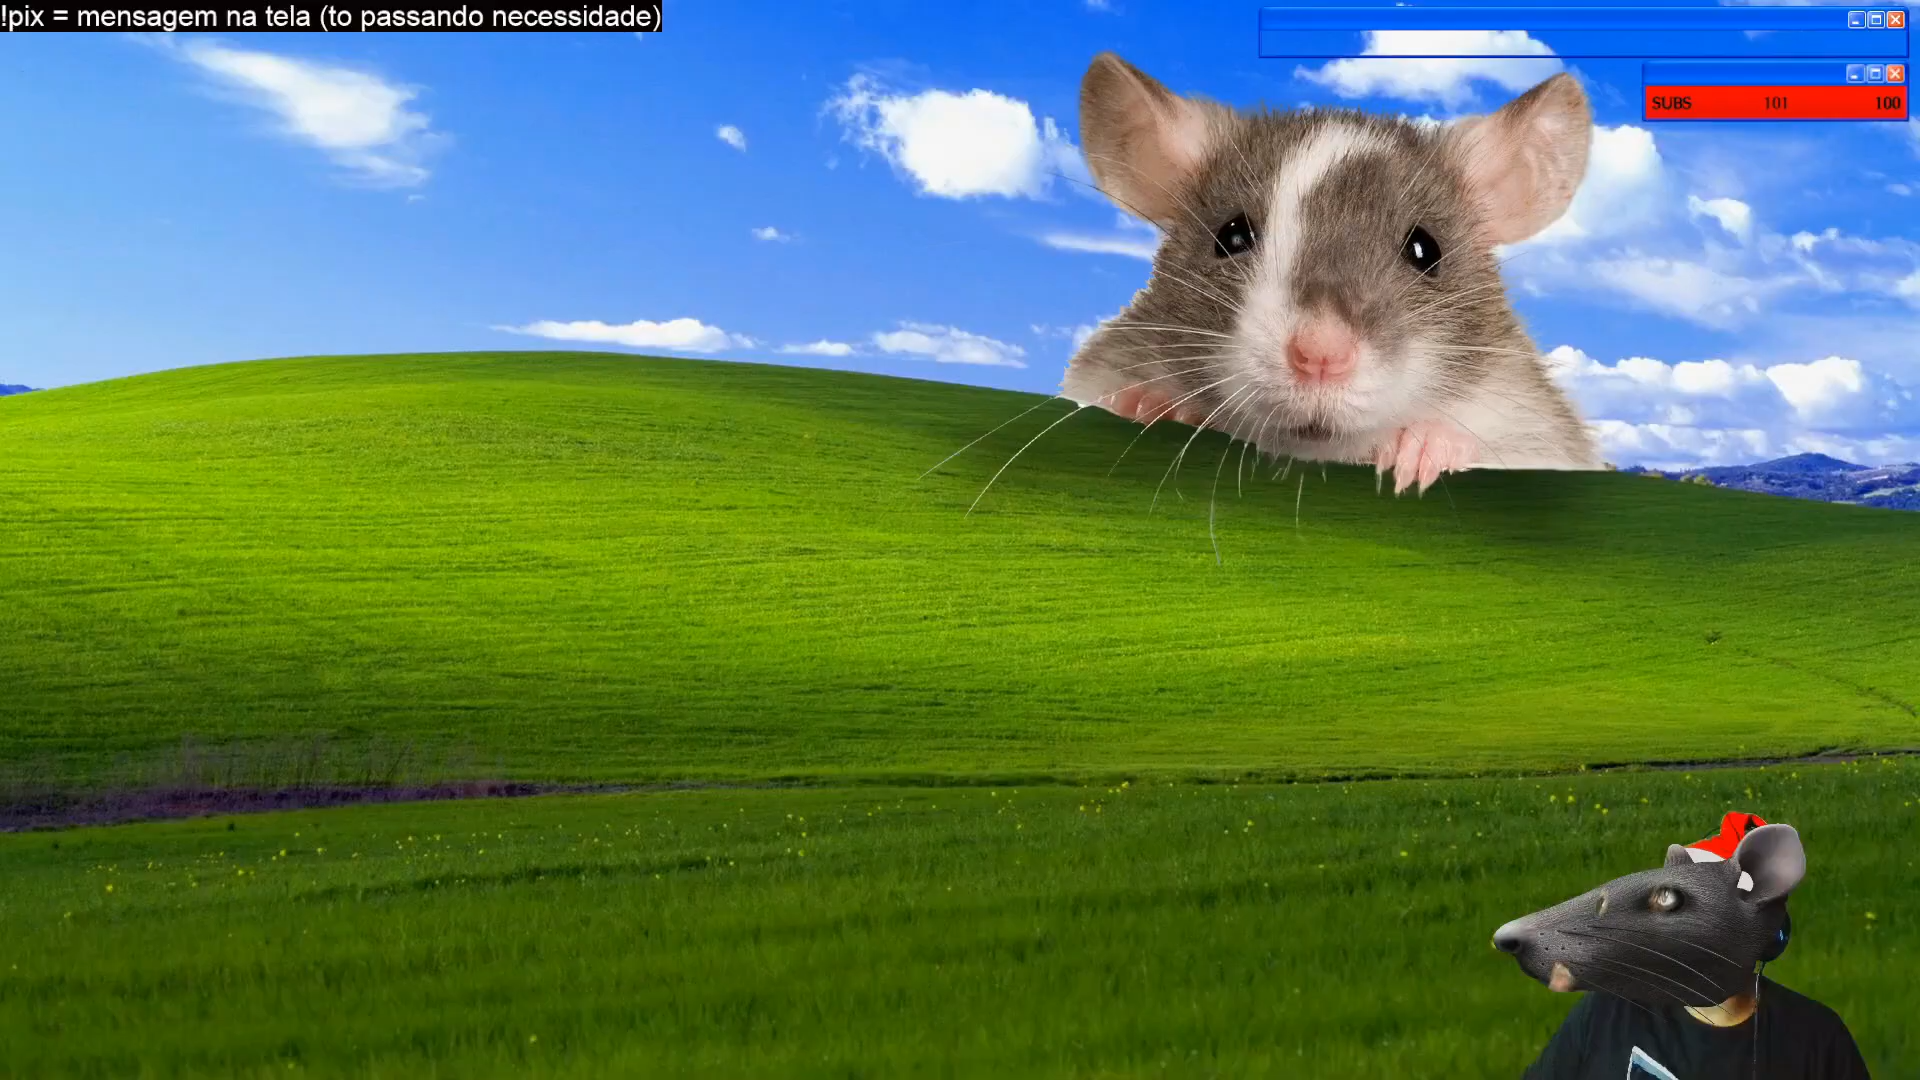 !pix = mensagem na tela (to passando necessidade)
SUBS 101 100